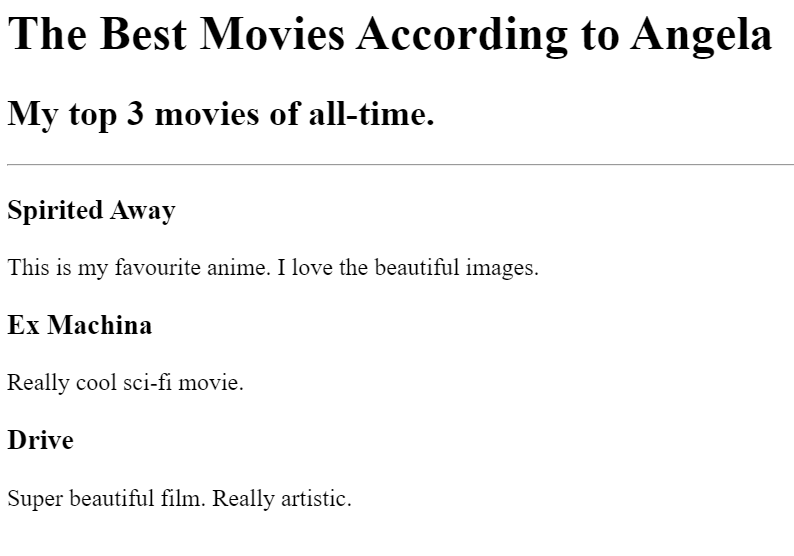 The Best Movies According to Angela
My top 3 movies of all-time.
Spirited Away
This is my favourite anime. I love the beautiful images.
Ex Machina
Really cool sci-fi movie.
Drive
Super beautiful film. Really artistic.